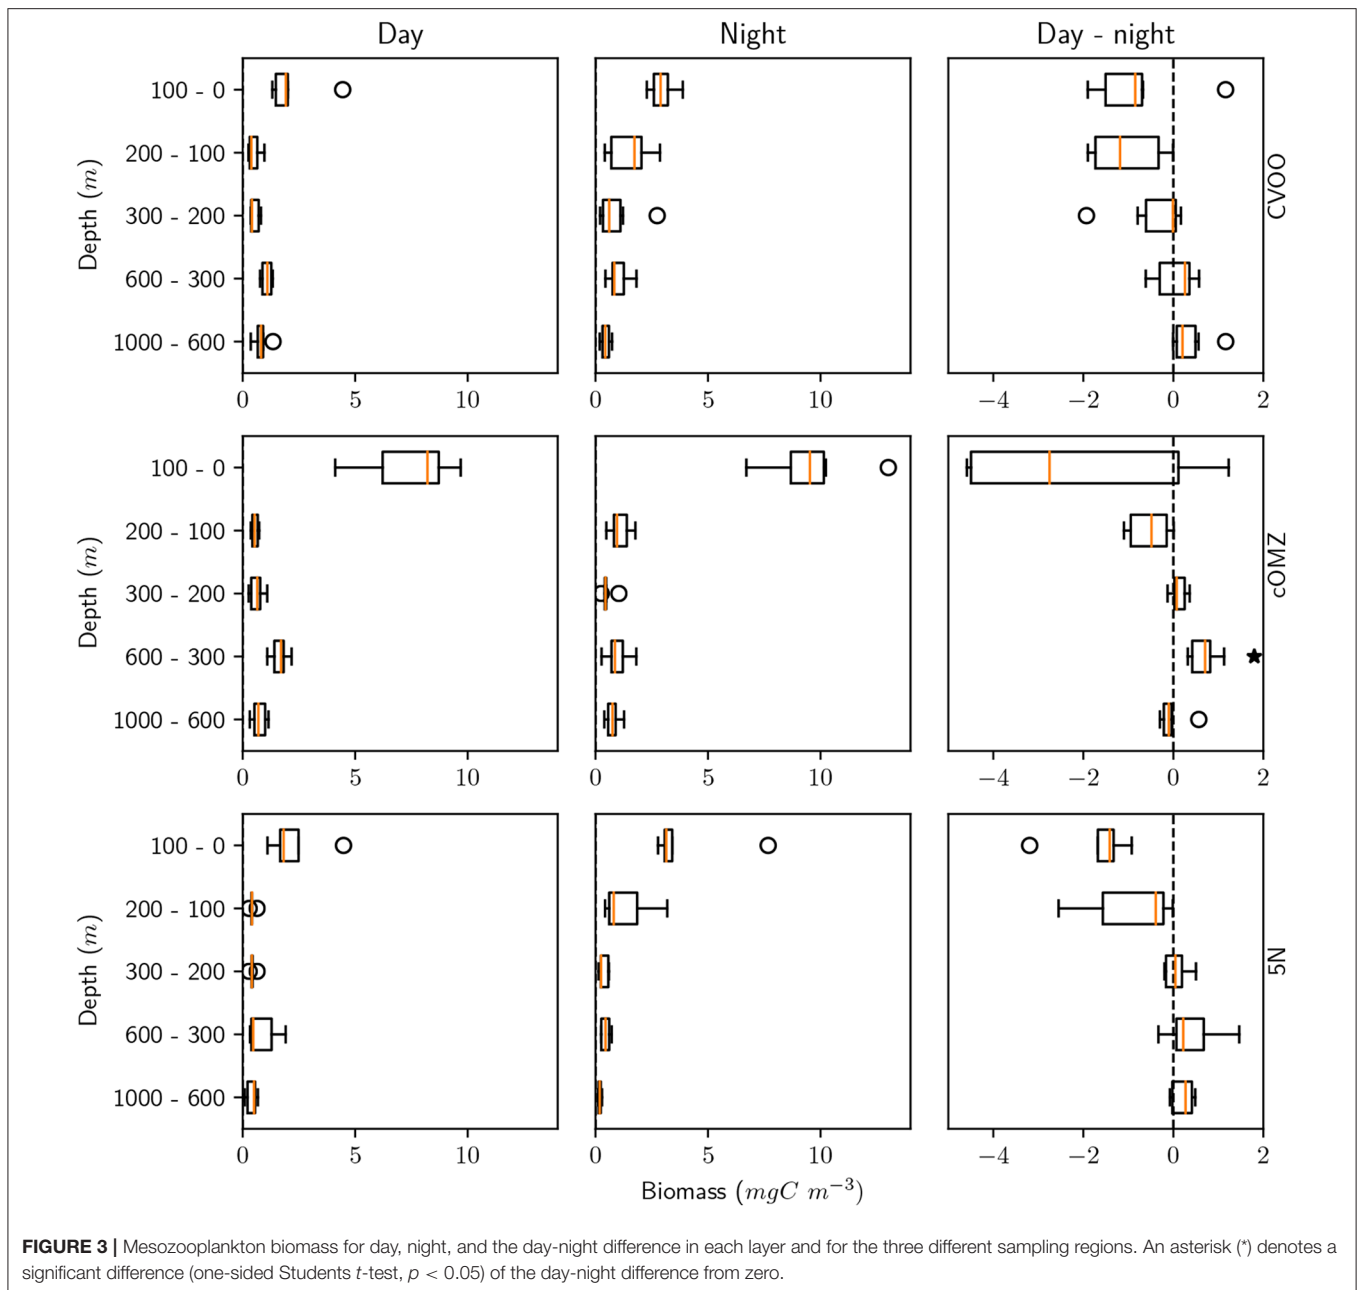 Day Night Day - night
100 - 0
200 - 100
300 - 200
600 - 300
1000 - 600
Depth (m)
CVOO
0 5 10 0 5 10 −4 −2 0 2
100 - 0
200 - 100
300 - 200
600 - 300
1000 - 600
Depth (m)
cOMZ
0 5 10 0 5 10 −4 −2 0 2
100 - 0
200 - 100
300 - 200
600 - 300
1000 - 600
Depth (m)
5N
0 5 10 0 5 10 −4 −2 0 2
Biomass (mgC m⁻³)
FIGURE 3 | Mesozooplankton biomass for day, night, and the day-night difference in each layer and for the three different sampling regions. An asterisk (*) denotes a
significant difference (one-sided Students t-test, p < 0.05) of the day-night difference from zero.